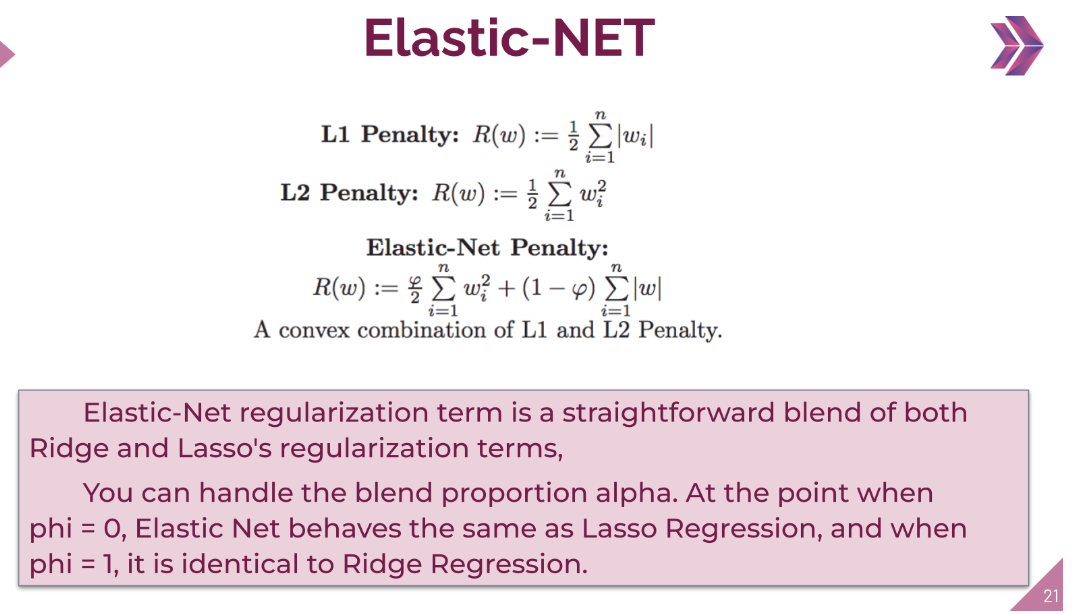 Elastic-NET
L1 Penalty: R(w) := 1/2 ∑_{i=1}^{n} |w_i|
L2 Penalty: R(w) := 1/2 ∑_{i=1}^{n} w_i^2
Elastic-Net Penalty:
R(w) := φ/2 ∑_{i=1}^{n} w_i^2 + (1 − φ) ∑_{i=1}^{n} |w|
A convex combination of L1 and L2 Penalty.
Elastic-Net regularization term is a straightforward blend of both
Ridge and Lasso's regularization terms,
You can handle the blend proportion alpha. At the point when
phi = 0, Elastic Net behaves the same as Lasso Regression, and when
phi = 1, it is identical to Ridge Regression.
21